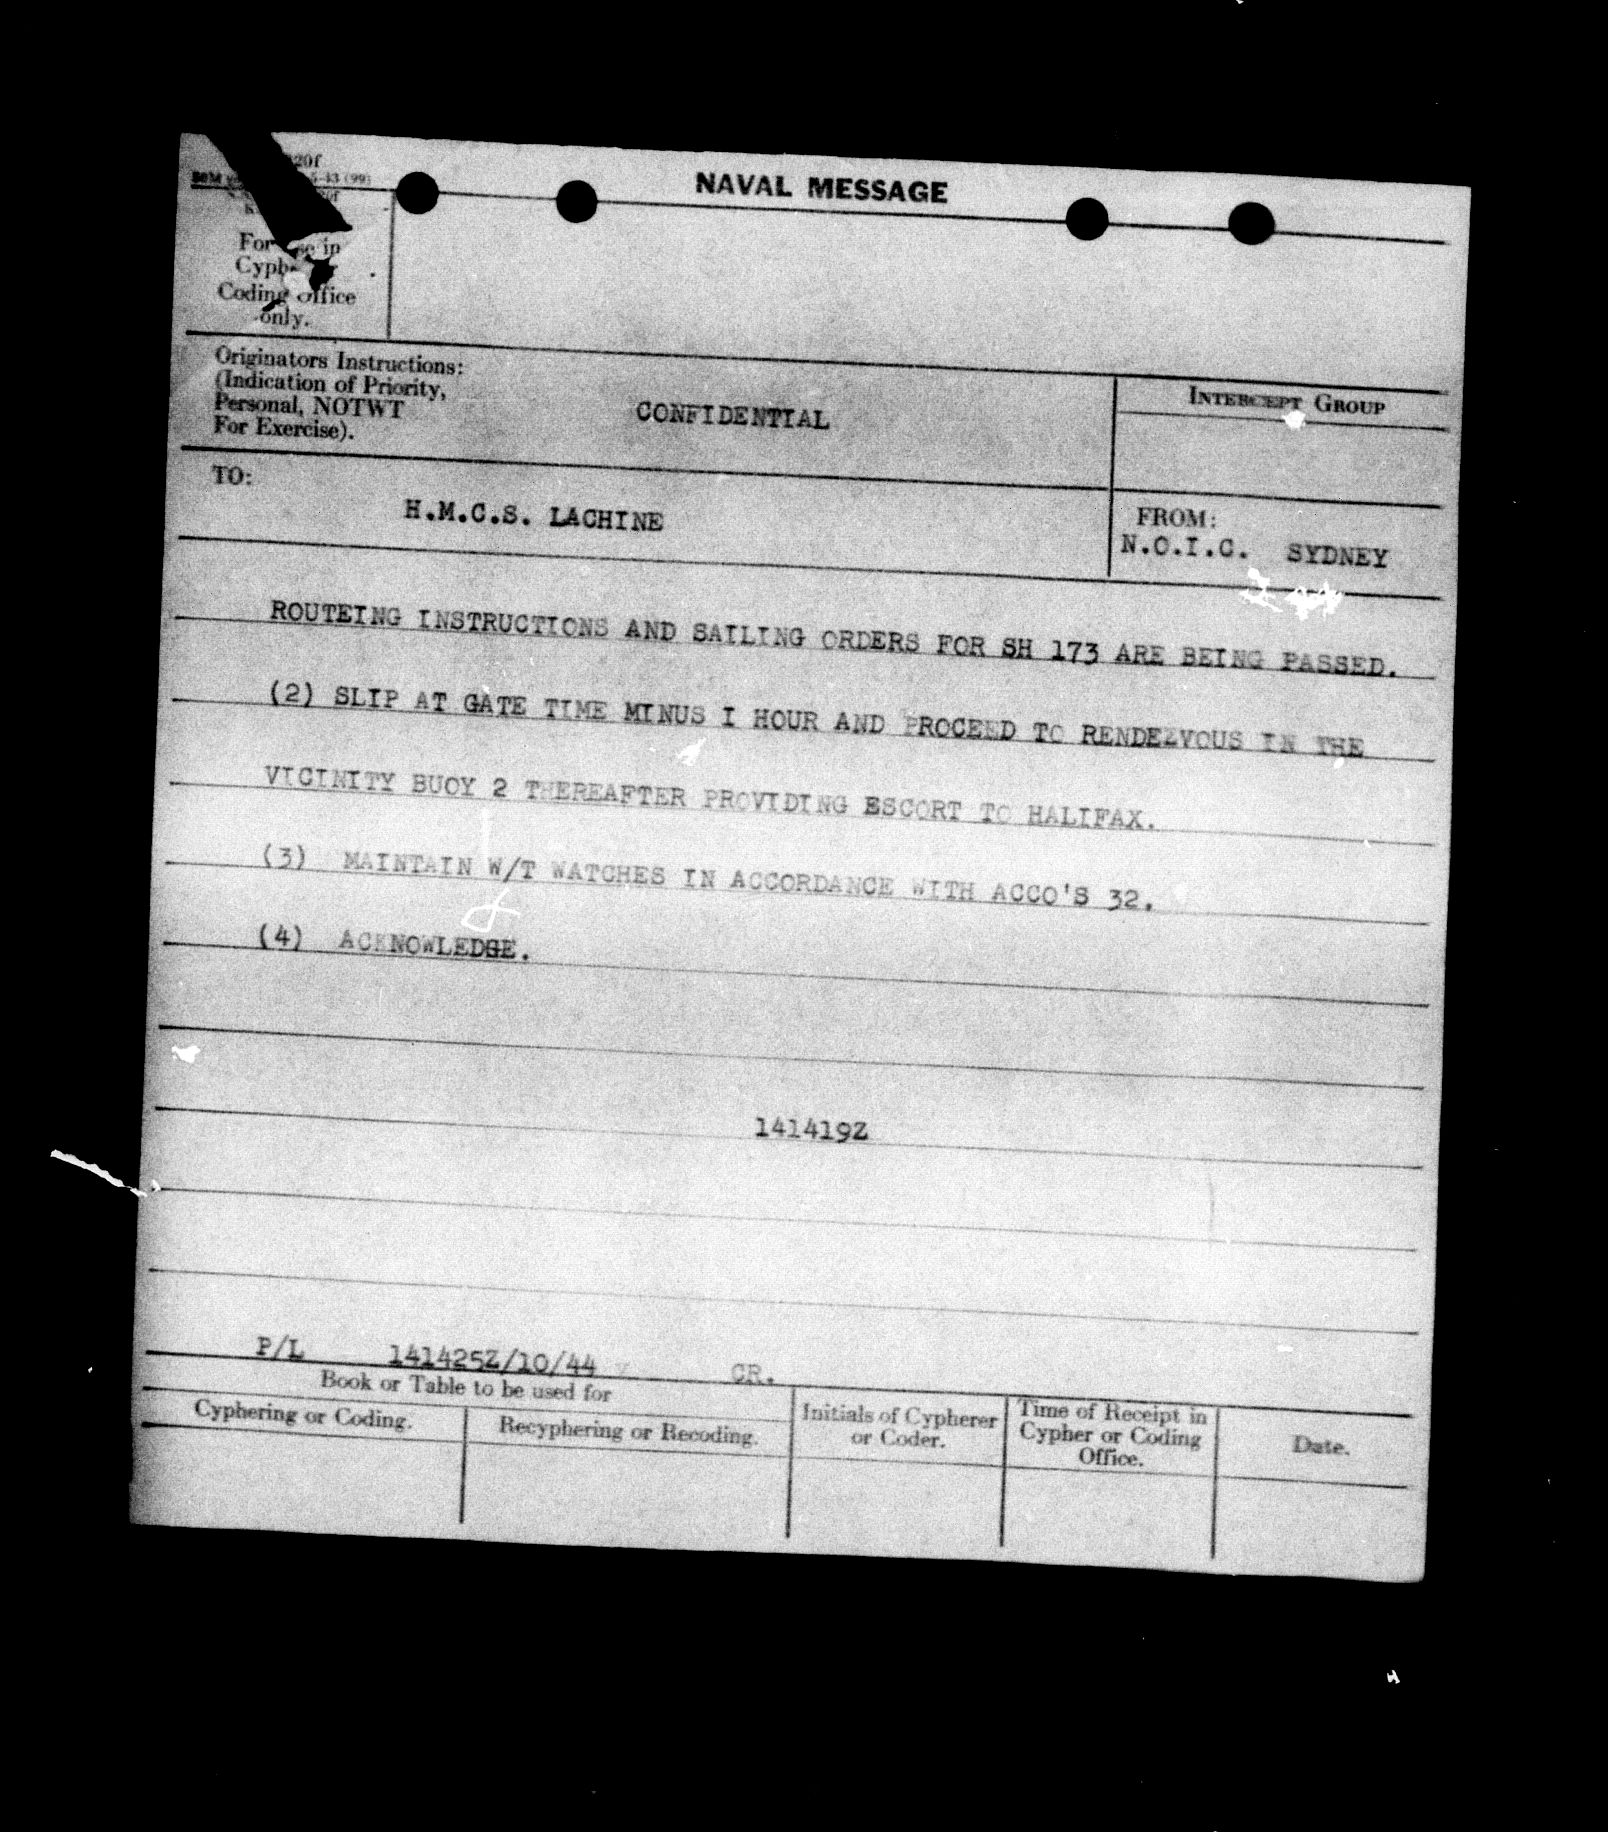 20f
NAVAL MESSAGE
For
in
Coding Office
only.
Originators Instructions:
(Indication of Priority,
Personal, NOTWT
For Exercise).
CONFIDENTIAL
INTERCEPT GROUP
TO:
H.M.C.S. LACHINE
FROM:
N.O.I.C. SYDNEY
ROUTEING INSTRUCTIONS AND SAILING ORDERS FOR SH 173 ARE BEING PASSED.
(2) SLIP AT GATE TIME MINUS I HOUR AND PROCEED TO RENDEZVOUS IN THE
VICINITY BUOY 2 THEREAFTER PROVIDING ESCORT TO HALIFAX.
(3) MAINTAIN W/T WATCHES IN ACCORDANCE WITH ACCO'S 32.
(4) ACKNOWLEDGE.
141419Z
P/L 141425Z/10/44 CR.
Book or Table to be used for
Cyphering or Coding.
Recyphering or Recoding.
Initials of Cypherer
or Coder.
Time of Receipt in
Cypher or Coding
Office.
Date.